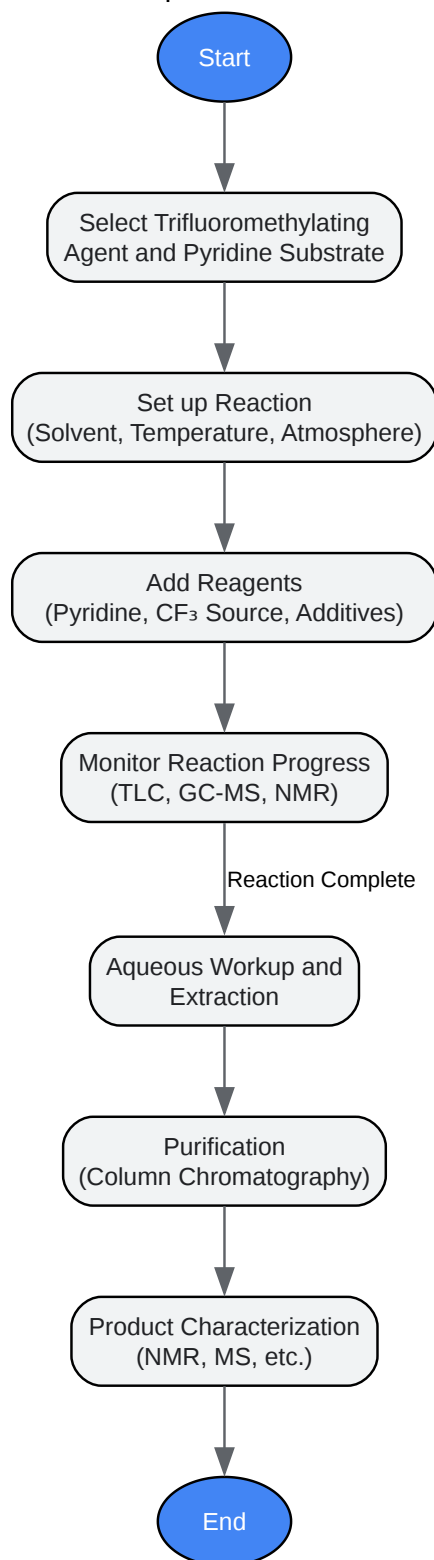 Start
Select Trifluoromethylating
Agent and Pyridine Substrate
Set up Reaction
(Solvent, Temperature, Atmosphere)
Add Reagents
(Pyridine, CF₃ Source, Additives)
Monitor Reaction Progress
(TLC, GC-MS, NMR)
Reaction Complete
Aqueous Workup and
Extraction
Purification
(Column Chromatography)
Product Characterization
(NMR, MS, etc.)
End